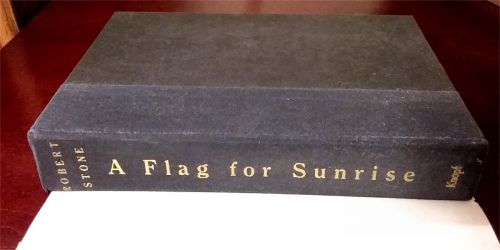 ROBERT
STONE
A Flag for Sunrise
Knopf